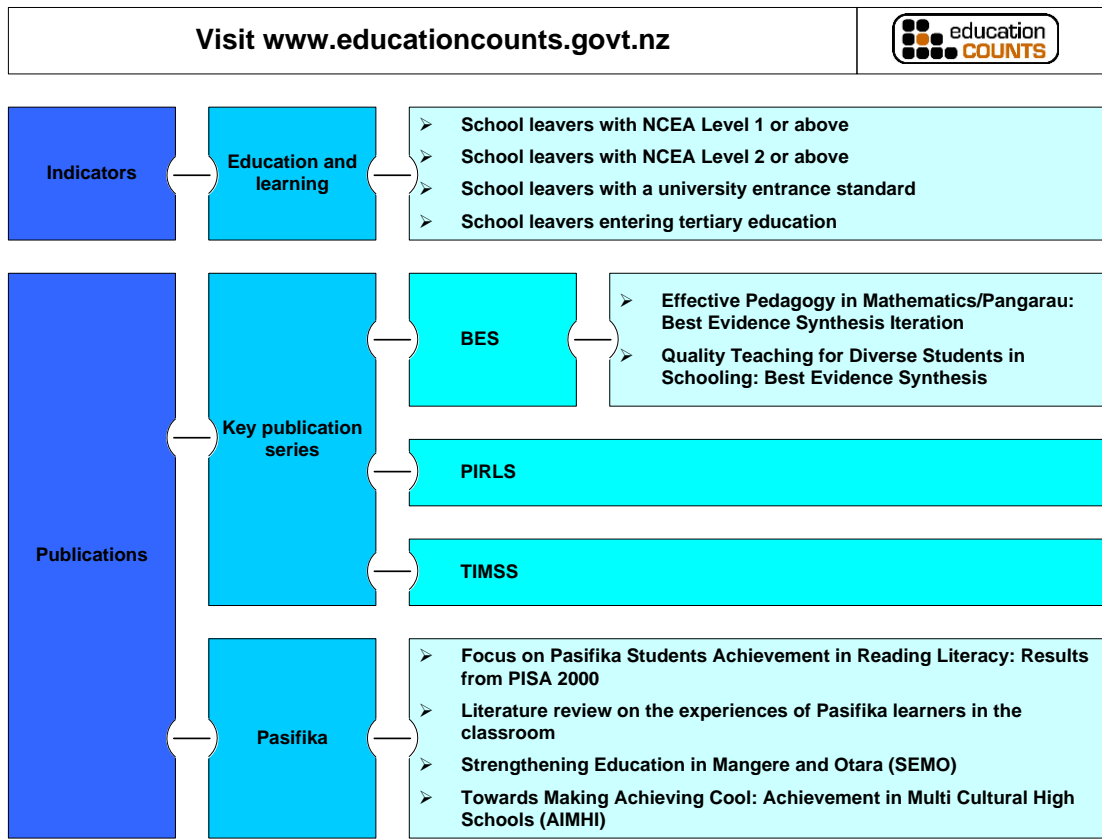 Visit www.educationcounts.govt.nz
education
COUNTS
Indicators
Education and
learning
➢ School leavers with NCEA Level 1 or above
➢ School leavers with NCEA Level 2 or above
➢ School leavers with a university entrance standard
➢ School leavers entering tertiary education
Publications
Key publication
series
BES
➢ Effective Pedagogy in Mathematics/Pangarau:
Best Evidence Synthesis Iteration
➢ Quality Teaching for Diverse Students in
Schooling: Best Evidence Synthesis
PIRLS
TIMSS
Pasifika
➢ Focus on Pasifika Students Achievement in Reading Literacy: Results
from PISA 2000
➢ Literature review on the experiences of Pasifika learners in the
classroom
➢ Strengthening Education in Mangere and Otara (SEMO)
➢ Towards Making Achieving Cool: Achievement in Multi Cultural High
Schools (AIMHI)